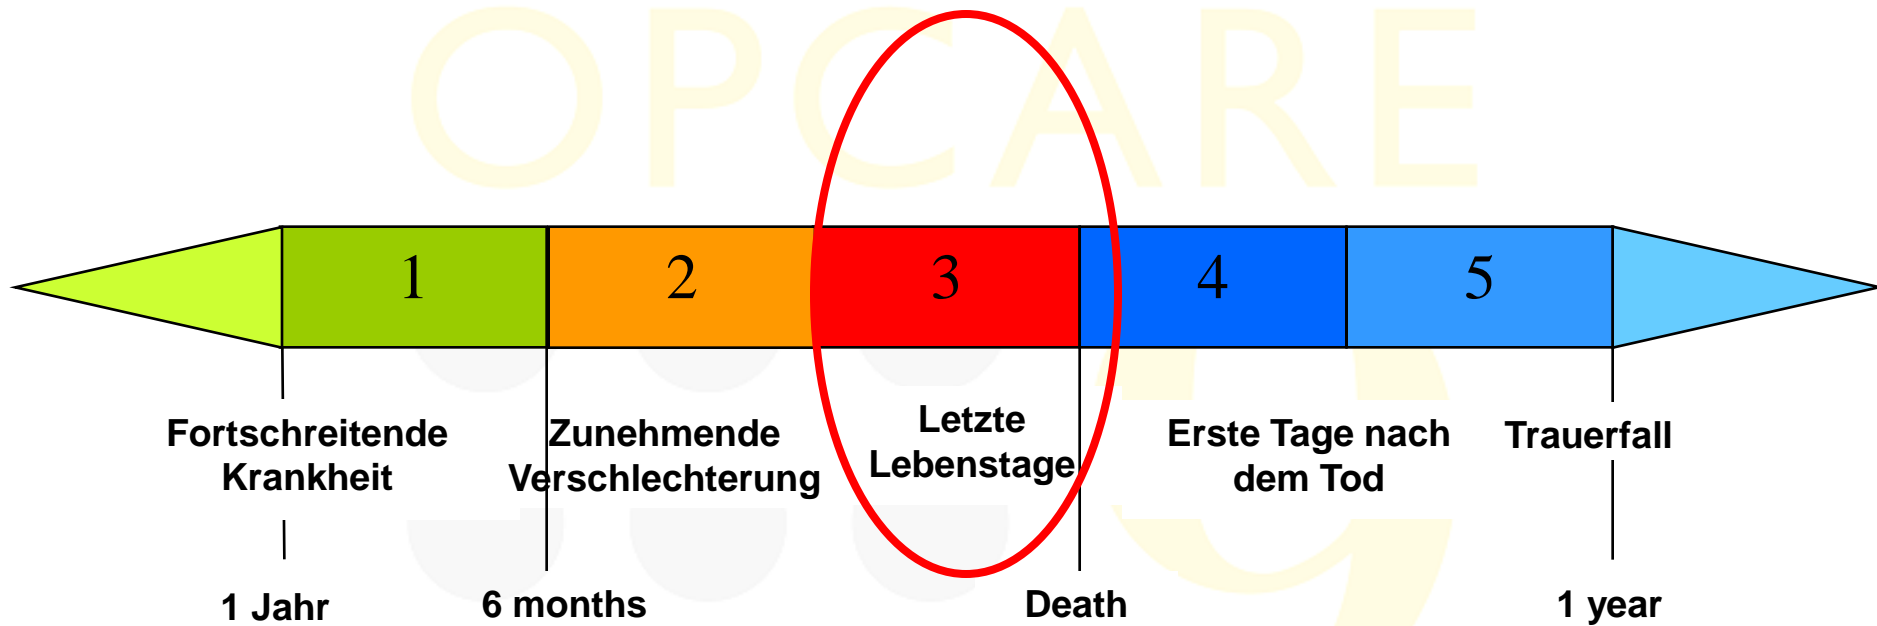 OPCARE
1 2 3 4 5
Fortschreitende
Krankheit
Zunehmende
Verschlechterung
Letzte
Lebenstage
Erste Tage nach
dem Tod
Trauerfall
1 Jahr
6 months
Death
1 year
9